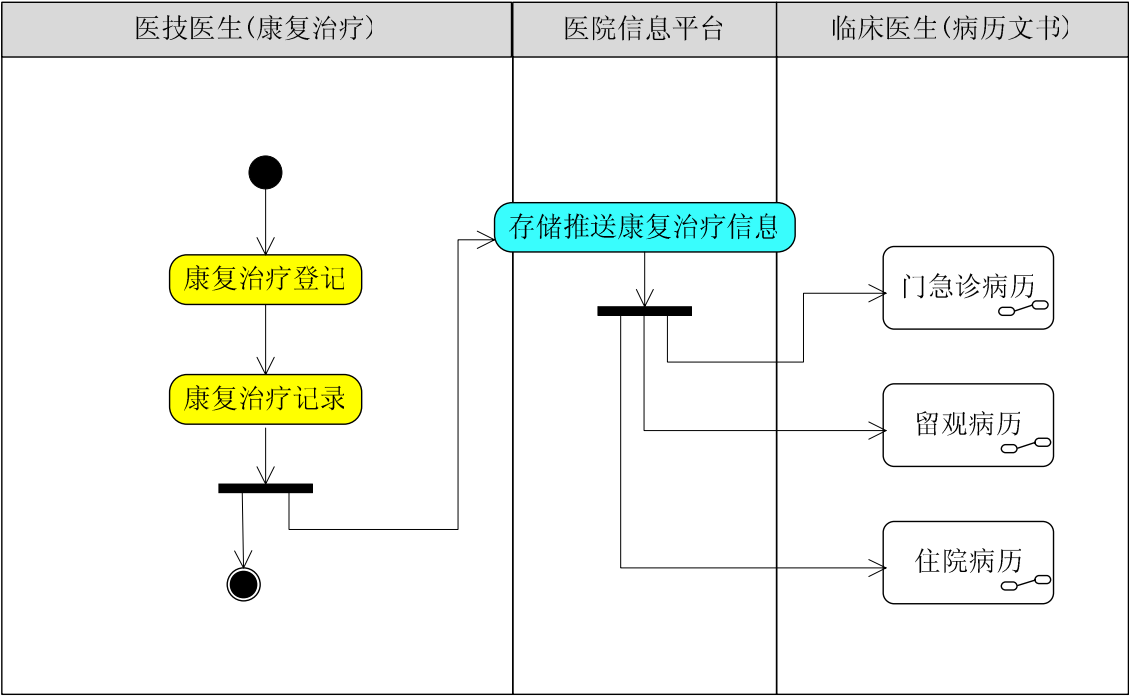 医技医生(康复治疗)
医院信息平台
临床医生(病历文书)
存储推送康复治疗信息
康复治疗登记
门急诊病历
康复治疗记录
留观病历
住院病历